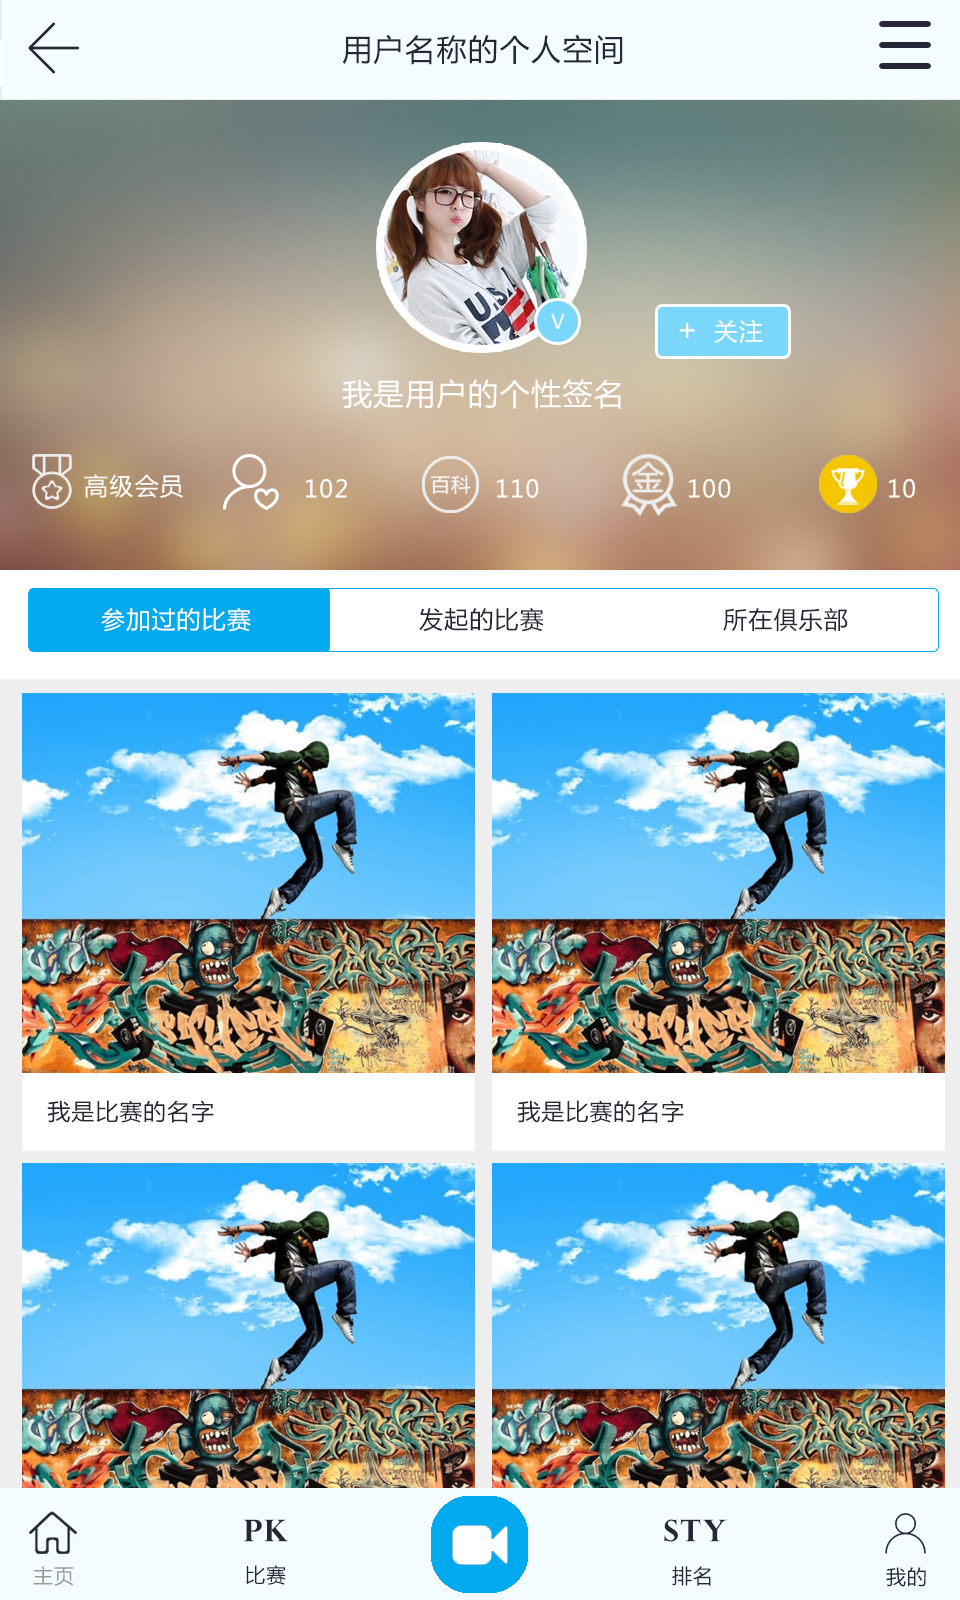 用户名称的个人空间
U.S.
V
+ 关注
我是用户的个性签名
高级会员 102 百科 110 金 100 10
参加过的比赛 发起的比赛 所在俱乐部
我是比赛的名字 我是比赛的名字
PK STY
主页 比赛 排名 我的